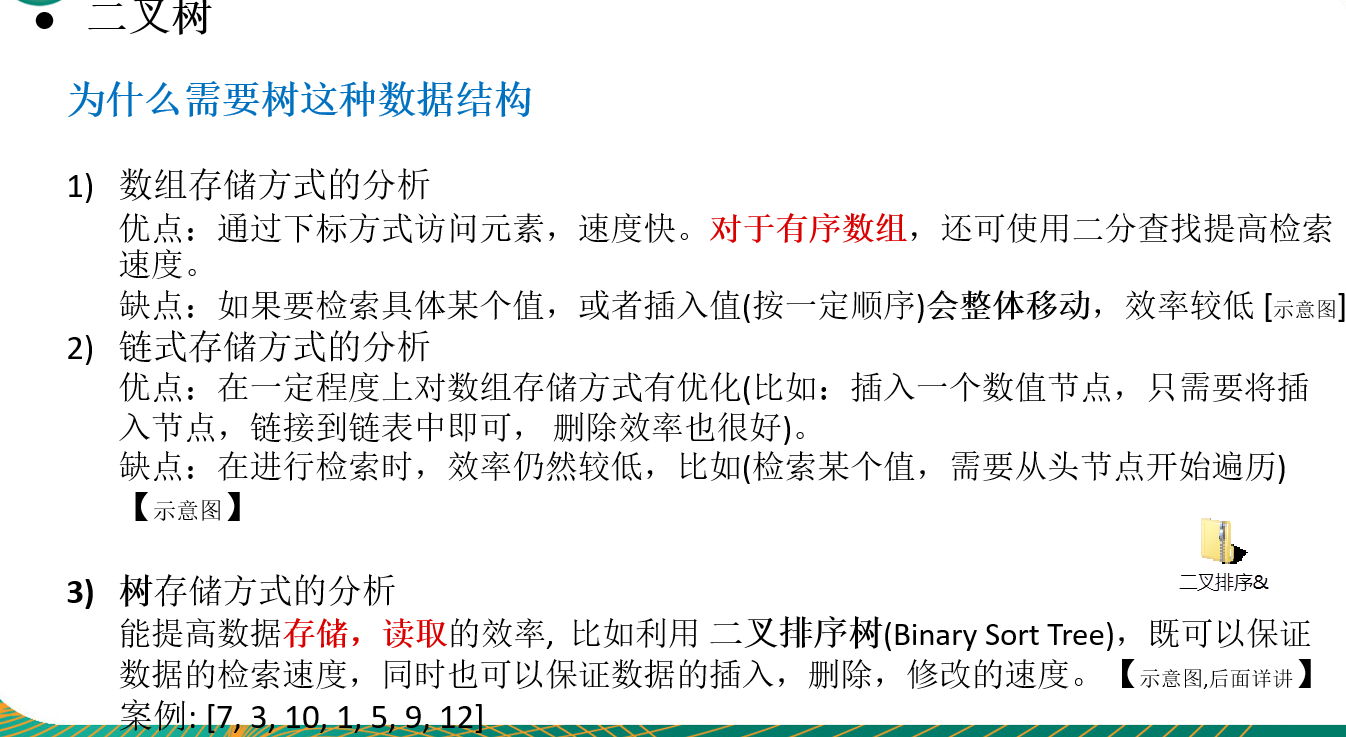 ● 二叉树
为什么需要树这种数据结构
1) 数组存储方式的分析
优点：通过下标方式访问元素，速度快。对于有序数组，还可使用二分查找提高检索
速度。
缺点：如果要检索具体某个值，或者插入值(按一定顺序)会整体移动，效率较低 [示意图]
2) 链式存储方式的分析
优点：在一定程度上对数组存储方式有优化(比如：插入一个数值节点，只需要将插
入节点，链接到链表中即可， 删除效率也很好)。
缺点：在进行检索时，效率仍然较低，比如(检索某个值，需要从头节点开始遍历)
【示意图】
二叉排序&
3) 树存储方式的分析
能提高数据存储，读取的效率, 比如利用 二叉排序树(Binary Sort Tree)，既可以保证
数据的检索速度，同时也可以保证数据的插入，删除，修改的速度。【示意图,后面详讲】
案例: [7, 3, 10, 1, 5, 9, 12]